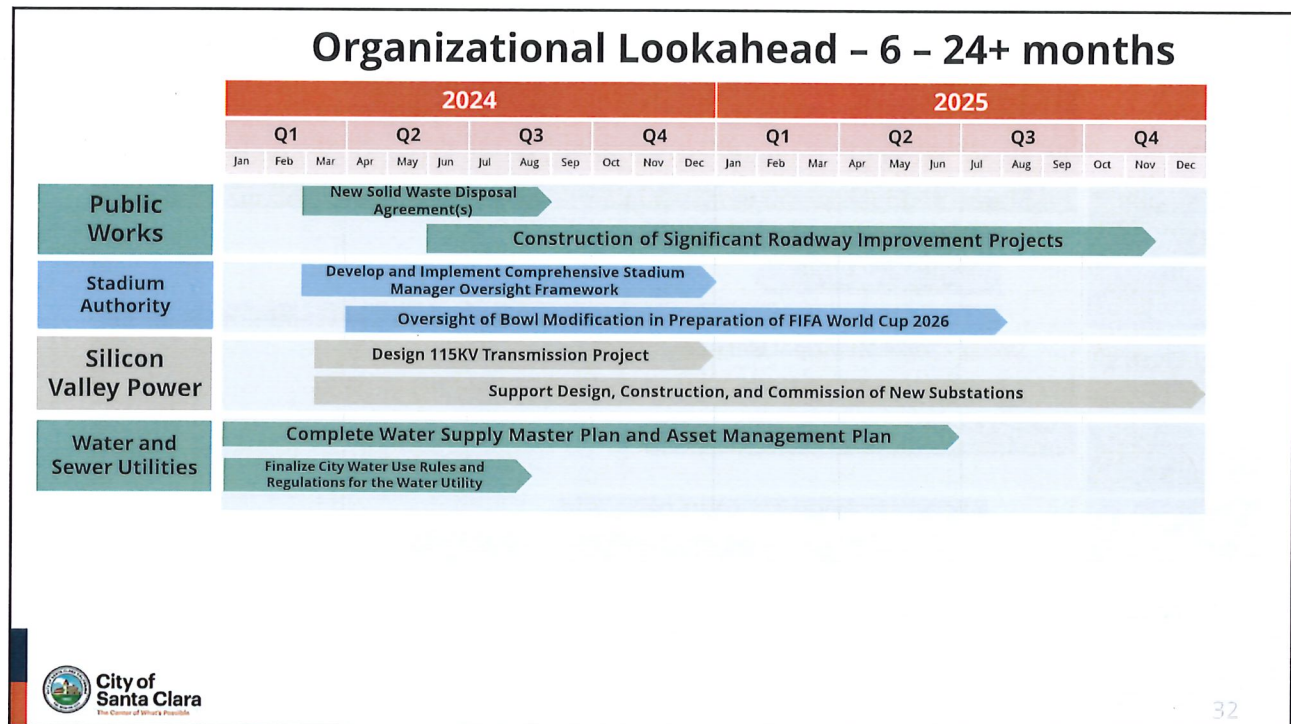 Organizational Lookahead – 6 – 24+ months
2024 2025
Q1 Q2 Q3 Q4 Q1 Q2 Q3 Q4
Jan Feb Mar Apr May Jun Jul Aug Sep Oct Nov Dec Jan Feb Mar Apr May Jun Jul Aug Sep Oct Nov Dec
Public
Works
New Solid Waste Disposal
Agreement(s)
Construction of Significant Roadway Improvement Projects
Stadium
Authority
Develop and Implement Comprehensive Stadium
Manager Oversight Framework
Oversight of Bowl Modification in Preparation of FIFA World Cup 2026
Silicon
Valley Power
Design 115KV Transmission Project
Support Design, Construction, and Commission of New Substations
Water and
Sewer Utilities
Complete Water Supply Master Plan and Asset Management Plan
Finalize City Water Use Rules and
Regulations for the Water Utility
City of
Santa Clara
The Center of What's Possible
32